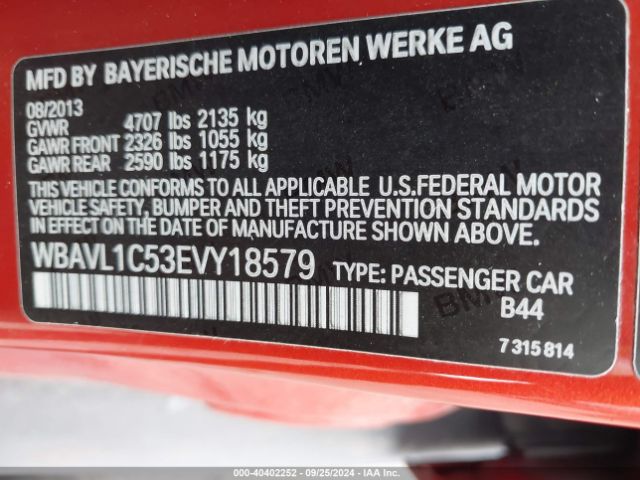 MFD BY BAYERISCHE MOTOREN WERKE AG
08/2013
GVWR 4707 lbs 2135 kg
GAWR FRONT 2326 lbs 1055 kg
GAWR REAR 2590 lbs 1175 kg
THIS VEHICLE CONFORMS TO ALL APPLICABLE U.S.FEDERAL MOTOR
VEHICLE SAFETY, BUMPER AND THEFT PREVENTION STANDARDS
IN EFFECT ON THE DATE OF MANUFACTURE SHOWN ABOVE.
WBAVL1C53EVY18579 TYPE: PASSENGER CAR
B44
7 315 814
000-40402252 - 09/25/2024 - IAA Inc.